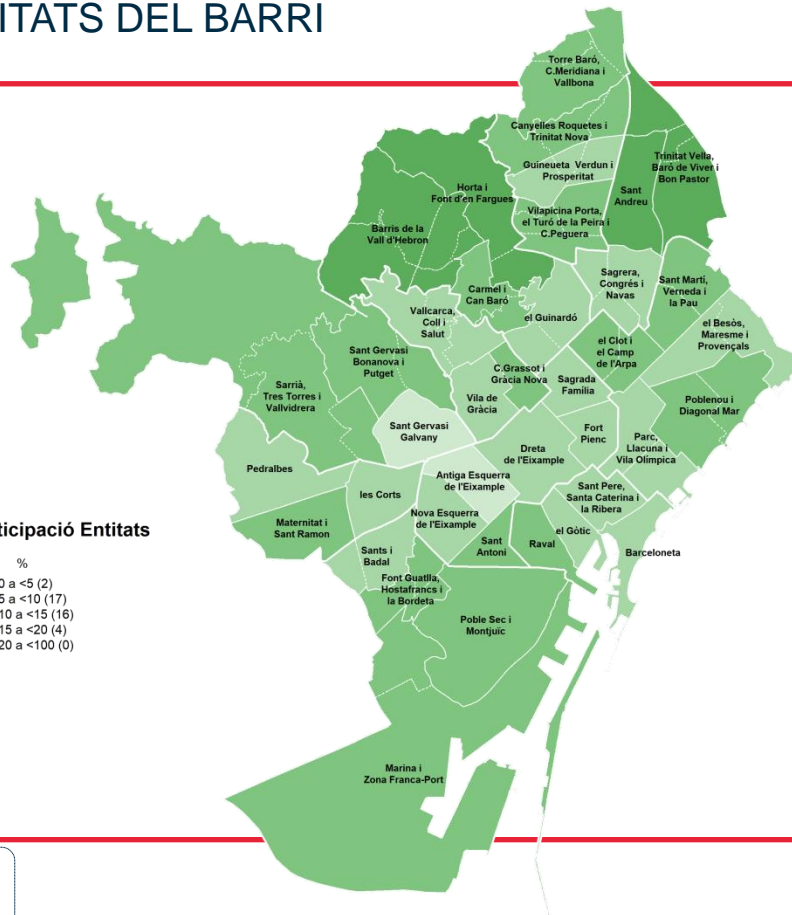 ITATS DEL BARRI
Torre Baró,
C.Meridiana i
Vallbona
Canyelles Roquetes i
Trinitat Nova
Guineueta Verdun i
Prosperitat
Trinitat Vella,
Baró de Viver i
Bon Pastor
Horta i
Font d'en Fargues
Sant
Andreu
Vilapicina Porta,
el Turó de la Peira i
C.Peguera
Barris de la
Vall d'Hebron
Sagrera,
Congrés i
Navas
Sant Martí,
Verneda i
la Pau
Carmel i
Can Baró
Vallcarca,
Coll i
Salut
el Guinardó
el Besòs,
Maresme i
Provençals
el Clot i
el Camp
de l'Arpa
Sant Gervasi
Bonanova i
Putget
C.Grassot i
Gràcia Nova
Sagrada
Família
Sarrià,
Tres Torres i
Vallvidrera
Vila de
Gràcia
Poblenou i
Diagonal Mar
Sant Gervasi
Galvany
Fort
Pienc
Parc,
Llacuna i
Vila Olímpica
Dreta
de l'Eixample
Pedralbes
Antiga Esquerra
de l'Eixample
les Corts
Sant Pere,
Santa Caterina i
la Ribera
Nova Esquerra
de l'Eixample
Maternitat i
Sant Ramon
el Gòtic
Sant
Antoni
Raval
Barceloneta
Sants i
Badal
Font Guatlla,
Hostafrancs i
la Bordeta
Poble Sec i
Montjuïc
Marina i
Zona Franca-Port
ticipació Entitats
%
0 a <5 (2)
5 a <10 (17)
10 a <15 (16)
15 a <20 (4)
20 a <100 (0)